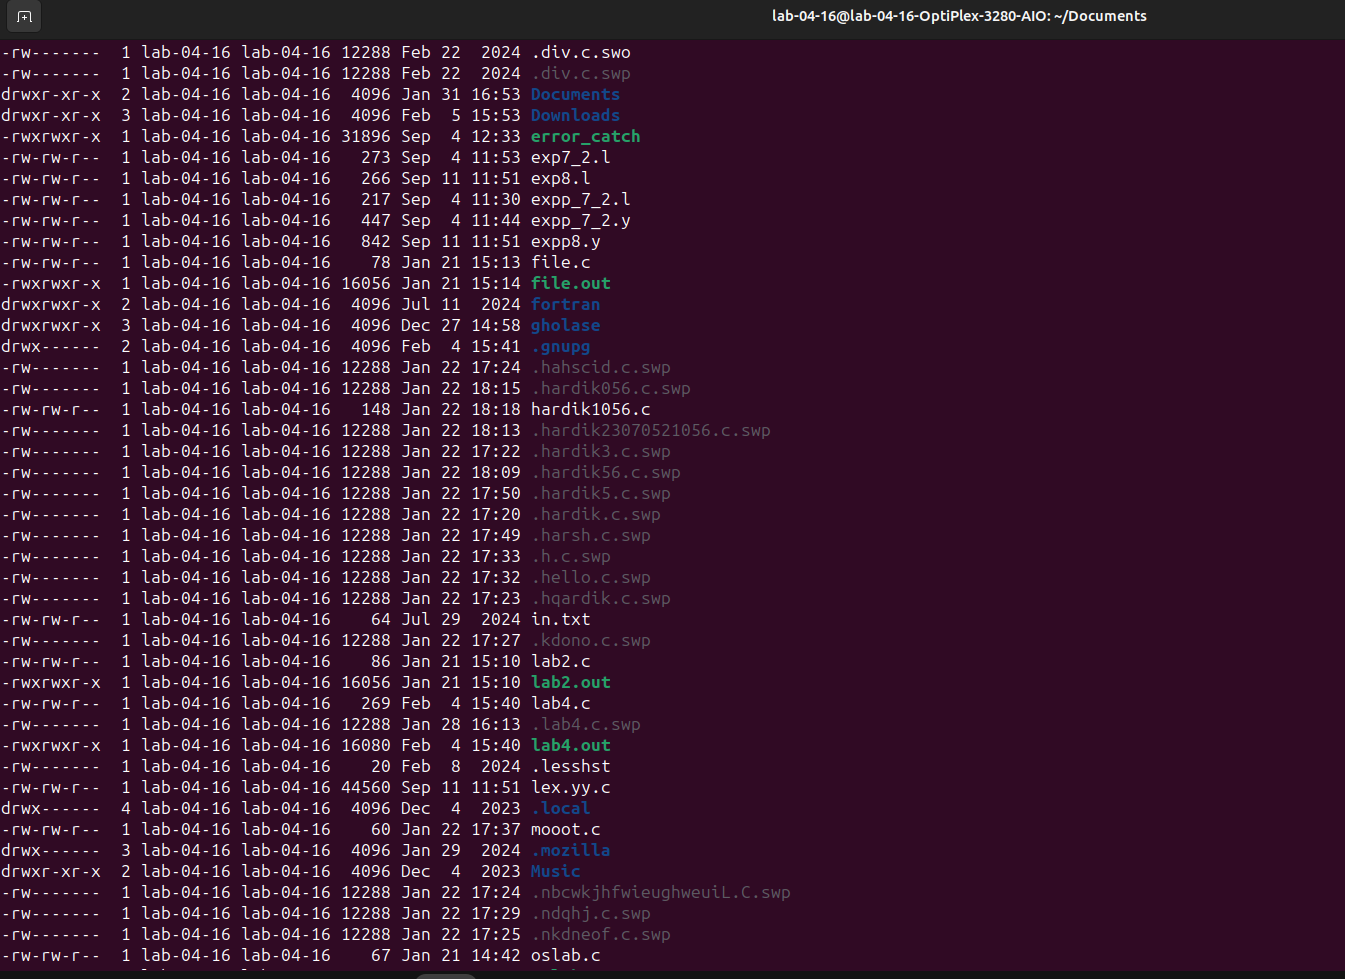 lab-04-16@lab-04-16-OptiPlex-3280-AIO: ~/Documents
-rw------- 1 lab-04-16 lab-04-16 12288 Feb 22 2024 .div.c.swo
-rw------- 1 lab-04-16 lab-04-16 12288 Feb 22 2024 .div.c.swp
drwxr-xr-x 2 lab-04-16 lab-04-16 4096 Jan 31 16:53 Documents
drwxr-xr-x 3 lab-04-16 lab-04-16 4096 Feb 5 15:53 Downloads
-rwxrwxr-x 1 lab-04-16 lab-04-16 31896 Sep 4 12:33 error_catch
-rw-rw-r-- 1 lab-04-16 lab-04-16 273 Sep 4 11:53 exp7_2.l
-rw-rw-r-- 1 lab-04-16 lab-04-16 266 Sep 11 11:51 exp8.l
-rw-rw-r-- 1 lab-04-16 lab-04-16 217 Sep 4 11:30 expp_7_2.l
-rw-rw-r-- 1 lab-04-16 lab-04-16 447 Sep 4 11:44 expp_7_2.y
-rw-rw-r-- 1 lab-04-16 lab-04-16 842 Sep 11 11:51 expp8.y
-rw-rw-r-- 1 lab-04-16 lab-04-16 78 Jan 21 15:13 file.c
-rwxrwxr-x 1 lab-04-16 lab-04-16 16056 Jan 21 15:14 file.out
drwxrwxr-x 2 lab-04-16 lab-04-16 4096 Jul 11 2024 fortran
drwxrwxr-x 3 lab-04-16 lab-04-16 4096 Dec 27 14:58 gholase
drwx------ 2 lab-04-16 lab-04-16 4096 Feb 4 15:41 .gnupg
-rw------- 1 lab-04-16 lab-04-16 12288 Jan 22 17:24 .hahscid.c.swp
-rw------- 1 lab-04-16 lab-04-16 12288 Jan 22 18:15 .hardik056.c.swp
-rw-rw-r-- 1 lab-04-16 lab-04-16 148 Jan 22 18:18 hardik1056.c
-rw------- 1 lab-04-16 lab-04-16 12288 Jan 22 18:13 .hardik23070521056.c.swp
-rw------- 1 lab-04-16 lab-04-16 12288 Jan 22 17:22 .hardik3.c.swp
-rw------- 1 lab-04-16 lab-04-16 12288 Jan 22 18:09 .hardik56.c.swp
-rw------- 1 lab-04-16 lab-04-16 12288 Jan 22 17:50 .hardik5.c.swp
-rw------- 1 lab-04-16 lab-04-16 12288 Jan 22 17:20 .hardik.c.swp
-rw------- 1 lab-04-16 lab-04-16 12288 Jan 22 17:49 .harsh.c.swp
-rw------- 1 lab-04-16 lab-04-16 12288 Jan 22 17:33 .h.c.swp
-rw------- 1 lab-04-16 lab-04-16 12288 Jan 22 17:32 .hello.c.swp
-rw------- 1 lab-04-16 lab-04-16 12288 Jan 22 17:23 .hqardik.c.swp
-rw-rw-r-- 1 lab-04-16 lab-04-16 64 Jul 29 2024 in.txt
-rw------- 1 lab-04-16 lab-04-16 12288 Jan 22 17:27 .kdono.c.swp
-rw-rw-r-- 1 lab-04-16 lab-04-16 86 Jan 21 15:10 lab2.c
-rwxrwxr-x 1 lab-04-16 lab-04-16 16056 Jan 21 15:10 lab2.out
-rw-rw-r-- 1 lab-04-16 lab-04-16 269 Feb 4 15:40 lab4.c
-rw------- 1 lab-04-16 lab-04-16 12288 Jan 28 16:13 .lab4.c.swp
-rwxrwxr-x 1 lab-04-16 lab-04-16 16080 Feb 4 15:40 lab4.out
-rw------- 1 lab-04-16 lab-04-16 20 Feb 8 2024 .lesshst
-rw-rw-r-- 1 lab-04-16 lab-04-16 44560 Sep 11 11:51 lex.yy.c
drwx------ 4 lab-04-16 lab-04-16 4096 Dec 4 2023 .local
-rw-rw-r-- 1 lab-04-16 lab-04-16 60 Jan 22 17:37 mooot.c
drwx------ 3 lab-04-16 lab-04-16 4096 Jan 29 2024 .mozilla
drwxr-xr-x 2 lab-04-16 lab-04-16 4096 Dec 4 2023 Music
-rw------- 1 lab-04-16 lab-04-16 12288 Jan 22 17:24 .nbcwkjhfwieughweuiL.C.swp
-rw------- 1 lab-04-16 lab-04-16 12288 Jan 22 17:29 .ndqhj.c.swp
-rw------- 1 lab-04-16 lab-04-16 12288 Jan 22 17:25 .nkdneof.c.swp
-rw-rw-r-- 1 lab-04-16 lab-04-16 67 Jan 21 14:42 oslab.c